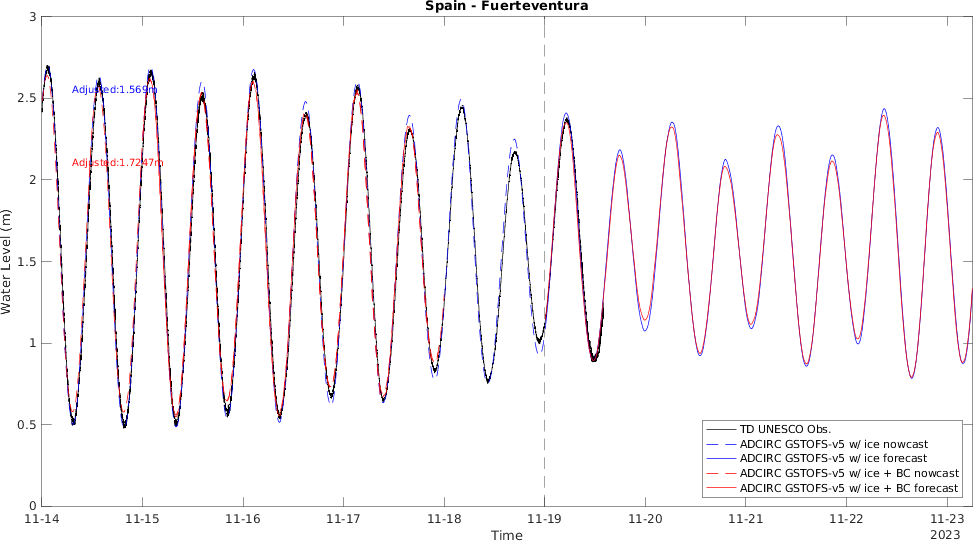 Spain - Fuerteventura
3
2.5
2
1.5
1
0.5
0
Water Level (m)
Adjusted:1.569m
Adjusted:1.7247m
TD UNESCO Obs.
ADCIRC GSTOFS-v5 w/ ice nowcast
ADCIRC GSTOFS-v5 w/ ice forecast
ADCIRC GSTOFS-v5 w/ ice + BC nowcast
ADCIRC GSTOFS-v5 w/ ice + BC forecast
11-14 11-15 11-16 11-17 11-18 11-19 11-20 11-21 11-22 11-23
2023
Time